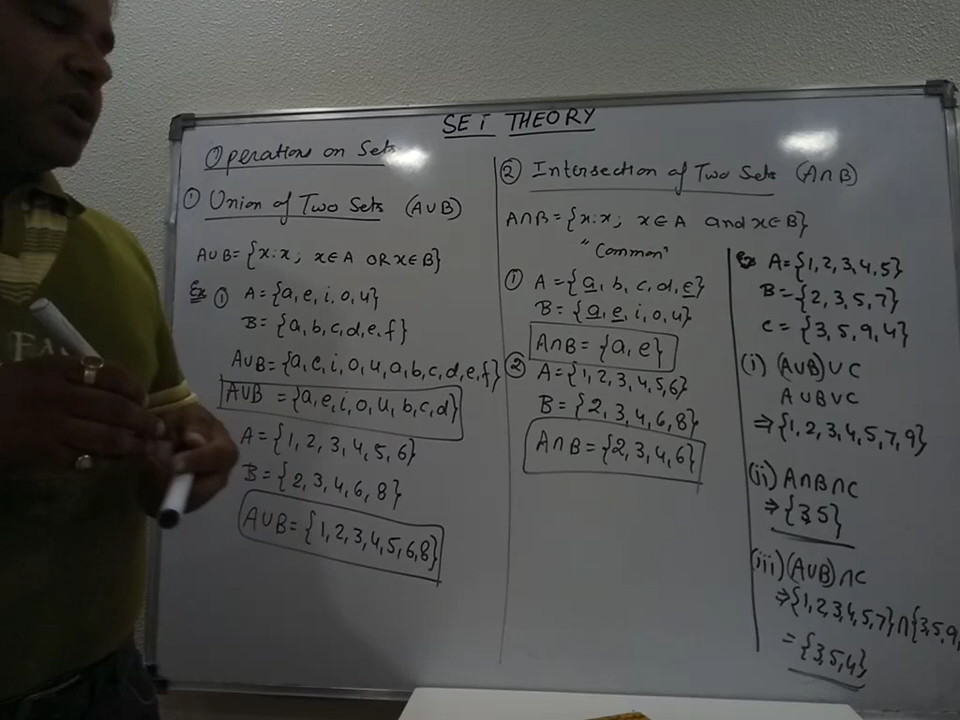 SET THEORY
Operation on Sets
① Union of Two Sets (A∪B)
A∪B = {x:x; x∈A OR x∈B}
Ex ① A = {a,e,i,o,u}
B = {a,b,c,d,e,f}
A∪B = {a,e,i,o,u,a,b,c,d,e,f}
A∪B = {a,e,i,o,u,b,c,d}
A = {1,2,3,4,5,6}
B = {2,3,4,6,8}
A∪B = {1,2,3,4,5,6,8}
② Intersection of Two Sets (A∩B)
A∩B = {x:x; x∈A and x∈B}
"Common"
① A = {a,b,c,d,e}
B = {a,e,i,o,u}
A∩B = {a,e}
② A = {1,2,3,4,5,6}
B = {2,3,4,6,8}
A∩B = {2,3,4,6}
Ex A = {1,2,3,4,5}
B = {2,3,5,7}
C = {3,5,9,4}
(i) (A∪B)∪C
A∪B∪C
⇒ {1,2,3,4,5,7,9}
(ii) A∩B∩C
⇒ {3,5}
(iii) (A∪B)∩C
⇒ {1,2,3,4,5,7}∩{3,5,9,
= {3,5,4}